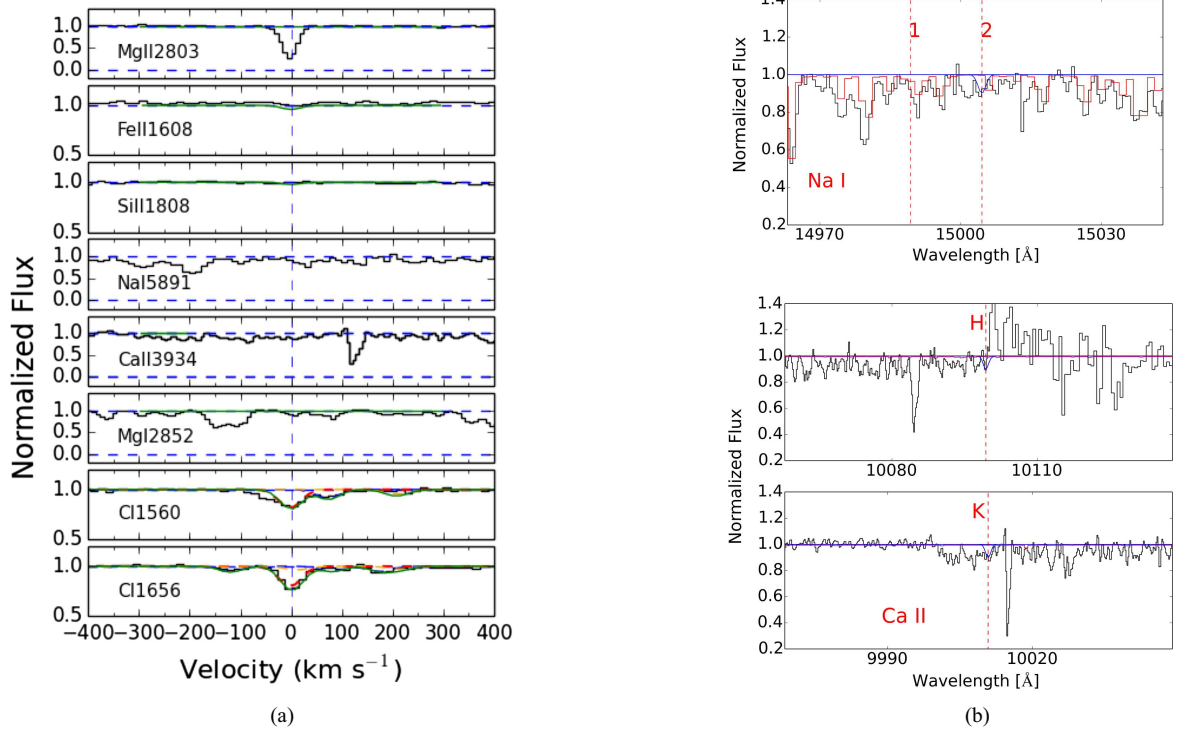 1.0
0.5
0.0
MgII2803
1.0
0.5
FeII1608
1.0
0.5
SiII1808
1.0
0.5
0.0
NaI5891
1.0
0.5
0.0
CaII3934
1.0
0.5
0.0
MgI2852
1.0
0.5
CI1560
1.0
0.5
CI1656
−400 −300 −200 −100 0 100 200 300 400
Velocity (km s⁻¹)
Normalized Flux
(a)
1.4
1.2
1.0
0.8
0.6
0.4
0.2
1 2
Na I
14970 15000 15030
Wavelength [Å]
Normalized Flux
1.4
1.2
1.0
0.8
0.6
0.4
0.2
H
10080 10110
1.4
1.2
1.0
0.8
0.6
0.4
0.2
K
Ca II
9990 10020
Wavelength [Å]
Normalized Flux
(b)